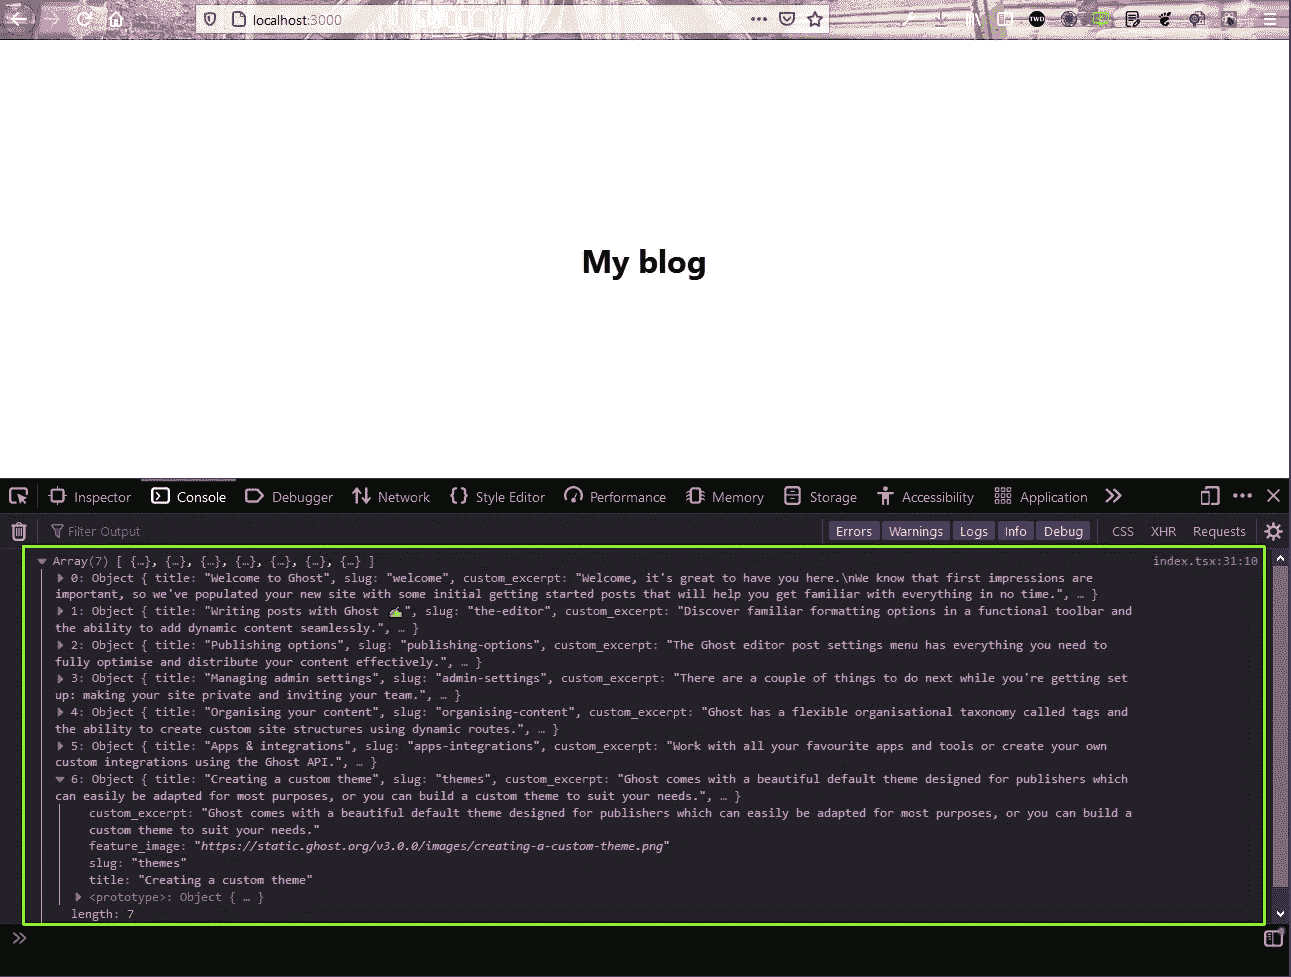 localhost:3000
TWD
My blog
Inspector Console Debugger Network Style Editor Performance Memory Storage Accessibility Application
Filter Output Errors Warnings Logs Info Debug CSS XHR Requests
Array(7) [ {…}, {…}, {…}, {…}, {…}, {…}, {…} ] index.tsx:31:10
0: Object { title: "Welcome to Ghost", slug: "welcome", custom_excerpt: "Welcome, it's great to have you here.\nWe know that first impressions are
important, so we've populated your new site with some initial getting started posts that will help you get familiar with everything in no time.", … }
1: Object { title: "Writing posts with Ghost ✍️", slug: "the-editor", custom_excerpt: "Discover familiar formatting options in a functional toolbar and
the ability to add dynamic content seamlessly.", … }
2: Object { title: "Publishing options", slug: "publishing-options", custom_excerpt: "The Ghost editor post settings menu has everything you need to
fully optimise and distribute your content effectively.", … }
3: Object { title: "Managing admin settings", slug: "admin-settings", custom_excerpt: "There are a couple of things to do next while you're getting set
up: making your site private and inviting your team.", … }
4: Object { title: "Organising your content", slug: "organising-content", custom_excerpt: "Ghost has a flexible organisational taxonomy called tags and
the ability to create custom site structures using dynamic routes.", … }
5: Object { title: "Apps & integrations", slug: "apps-integrations", custom_excerpt: "Work with all your favourite apps and tools or create your own
custom integrations using the Ghost API.", … }
6: Object { title: "Creating a custom theme", slug: "themes", custom_excerpt: "Ghost comes with a beautiful default theme designed for publishers which
can easily be adapted for most purposes, or you can build a custom theme to suit your needs.", … }
custom_excerpt: "Ghost comes with a beautiful default theme designed for publishers which can easily be adapted for most purposes, or you can build a
custom theme to suit your needs."
feature_image: "https://static.ghost.org/v3.0.0/images/creating-a-custom-theme.png"
slug: "themes"
title: "Creating a custom theme"
<prototype>: Object { … }
length: 7